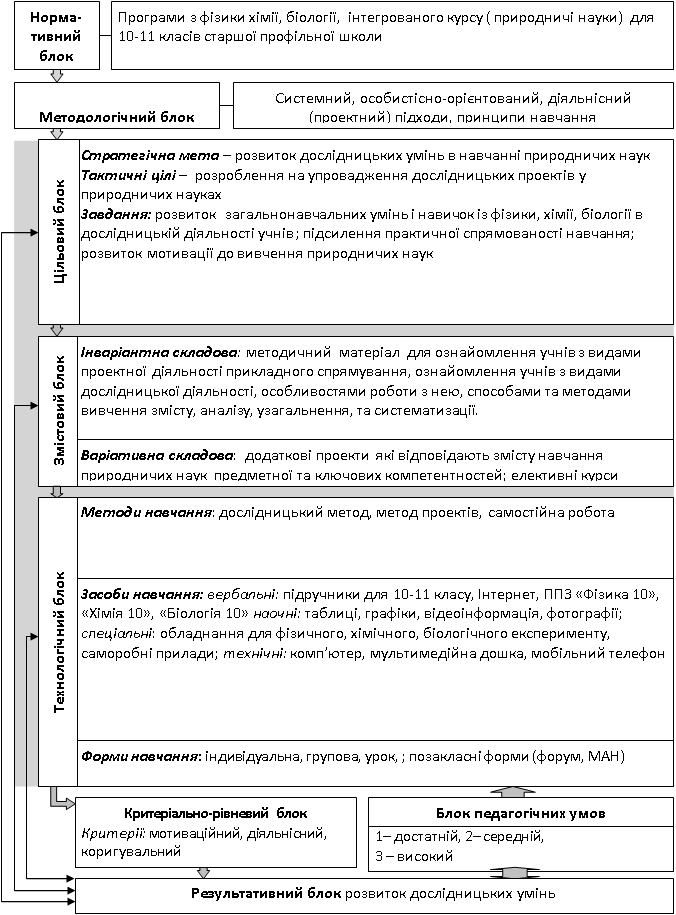 Норма-
тивний
блок
Програми з фізики хімії, біології, інтегрованого курсу ( природничі науки) для
10-11 класів старшої профільної школи
Методологічний блок
Системний, особистісно-орієнтований, діяльнісний
(проектний) підходи, принципи навчання
Цільовий блок
Стратегічна мета – розвиток дослідницьких умінь в навчанні природничих наук
Тактичні цілі – розроблення на упровадження дослідницьких проектів у
природничих науках
Завдання: розвиток загальнонавчальних умінь і навичок із фізики, хімії, біології в
дослідницькій діяльності учнів; підсилення практичної спрямованості навчання;
розвиток мотивації до вивчення природничих наук
Змістовий блок
Інваріантна складова: методичний матеріал для ознайомлення учнів з видами
проектної діяльності прикладного спрямування, ознайомлення учнів з видами
дослідницької діяльності, особливостями роботи з нею, способами та методами
вивчення змісту, аналізу, узагальнення, та систематизації.
Варіативна складова: додаткові проекти які відповідають змісту навчання
природничих наук предметної та ключових компетентностей; елективні курси
Технологічний блок
Методи навчання: дослідницький метод, метод проектів, самостійна робота
Засоби навчання: вербальні: підручники для 10-11 класу, Інтернет, ППЗ «Фізика 10»,
«Хімія 10», «Біологія 10» наочні: таблиці, графіки, відеоінформація, фотографії;
спеціальні: обладнання для фізичного, хімічного, біологічного експерименту,
саморобні прилади; технічні: комп’ютер, мультимедійна дошка, мобільний телефон
Форми навчання: індивідуальна, групова, урок, ; позакласні форми (форум, МАН)
Критеріально-рівневий блок
Критерії: мотиваційний, діяльнісний,
коригувальний
Блок педагогічних умов
1– достатній, 2– середній,
3 – високий
Результативний блок розвиток дослідницьких умінь